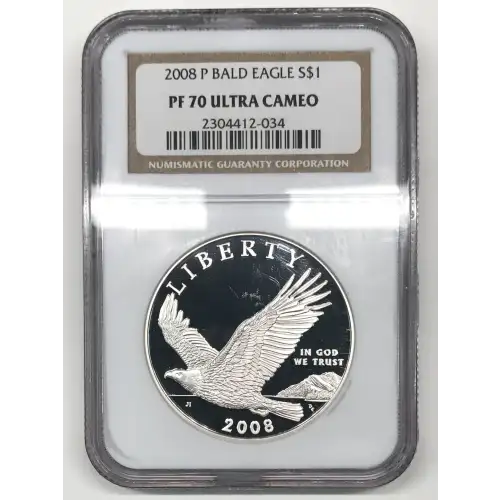 2008 P BALD EAGLE S$1
PF 70 ULTRA CAMEO
2304412-034
NUMISMATIC GUARANTY CORPORATION
LIBERTY
IN GOD
WE TRUST
2008